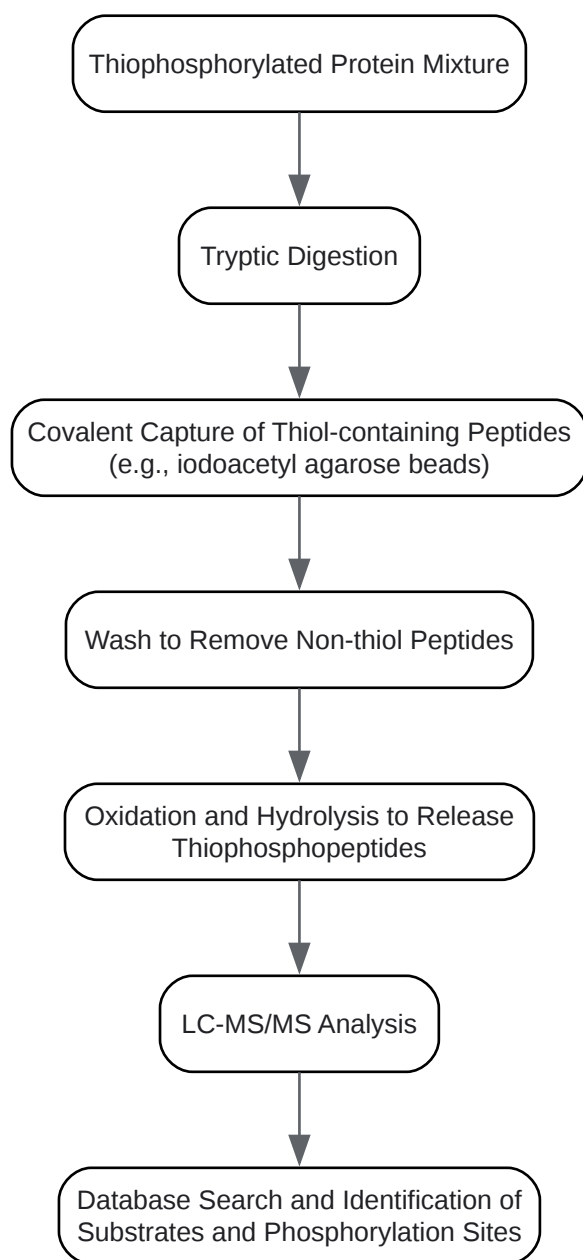 Thiophosphorylated Protein Mixture
Tryptic Digestion
Covalent Capture of Thiol-containing Peptides
(e.g., iodoacetyl agarose beads)
Wash to Remove Non-thiol Peptides
Oxidation and Hydrolysis to Release
Thiophosphopeptides
LC-MS/MS Analysis
Database Search and Identification of
Substrates and Phosphorylation Sites